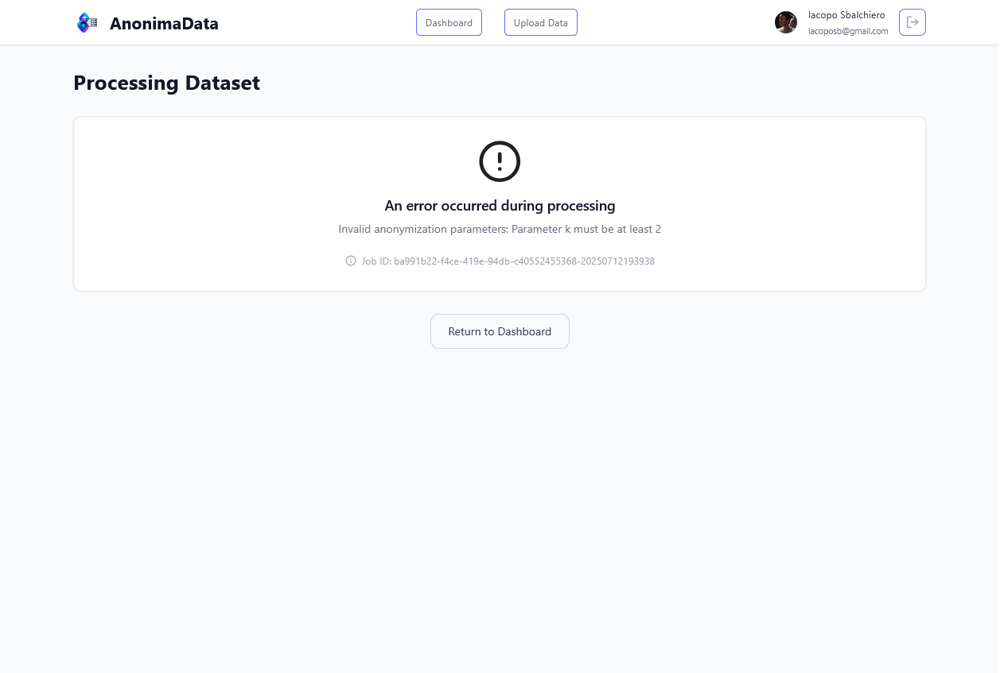 AnonimaData
Dashboard
Upload Data
Iacopo Sbalchiero
iacoposb@gmail.com
Processing Dataset
An error occurred during processing
Invalid anonymization parameters: Parameter k must be at least 2
Job ID: ba991b22-f4ce-419e-94db-c40552455368-20250712193938
Return to Dashboard